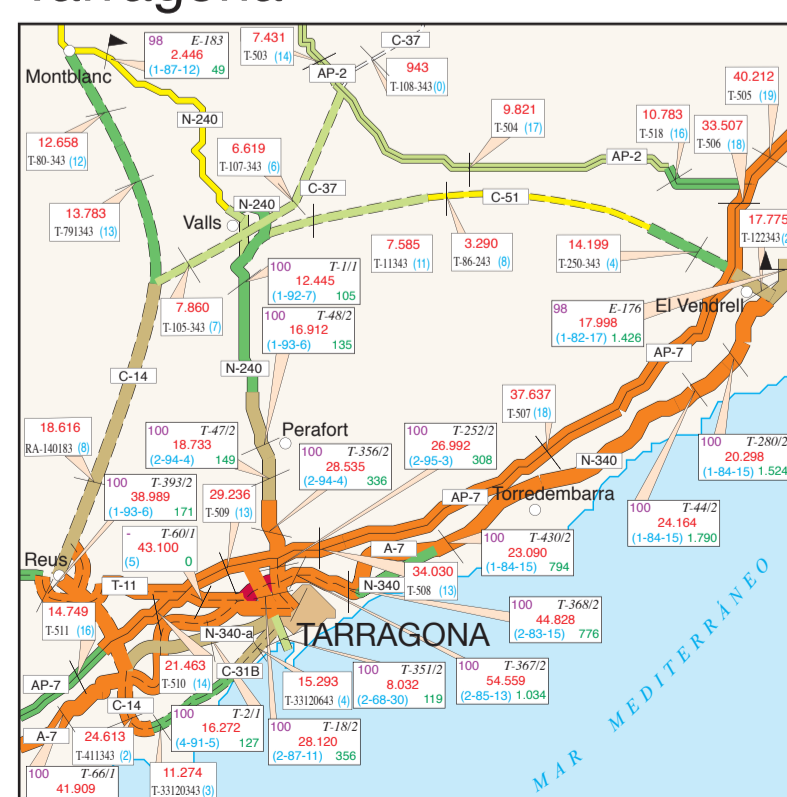 Tarragona
98 E-183
2.446
(1-87-12) 49
7.431
T-503 (14)
C-37
AP-2
943
T-108-343(0)
40.212
T-505 (19)
Montblanc
N-240
9.821
T-504 (17)
10.783
T-518 (16)
33.507
T-506 (18)
12.658
T-80-343 (12)
6.619
T-107-343 (6)
AP-2
C-37
C-51
N-240
13.783
T-791343 (13)
Valls
7.585
T-11343 (11)
3.290
T-86-243 (8)
14.199
T-250-343 (4)
17.775
T-122343
100 T-1/1
12.445
(1-92-7) 105
7.860
T-105-343 (7)
100 T-48/2
16.912
(1-93-6) 135
98 E-176
17.998
(1-82-17) 1.426
El Vendrell
AP-7
C-14
N-240
37.637
T-507 (18)
18.616
RA-140183 (8)
100 T-47/2
18.733
(2-94-4) 149
Perafort
100 T-356/2
28.535
(2-94-4) 336
100 T-252/2
26.992
(2-95-3) 308
N-340
100 T-280/2
20.298
(1-84-15) 1.524
100 T-393/2
38.989
(1-93-6) 171
29.236
T-509 (13)
AP-7
Torredembarra
100 T-44/2
24.164
(1-84-15) 1.790
- T-60/1
43.100
(5) 0
A-7
100 T-430/2
23.090
(1-84-15) 794
Reus
T-11
N-340
34.030
T-508 (13)
14.749
T-511 (16)
N-340-a
TARRAGONA
100 T-368/2
44.828
(2-83-15) 776
21.463
T-510 (14)
C-31B
15.293
T-33120643 (4)
100 T-351/2
8.032
(2-68-30) 119
100 T-367/2
54.559
(2-85-13) 1.034
AP-7
C-14
100 T-2/1
16.272
(4-91-5) 127
100 T-18/2
28.120
(2-87-11) 356
A-7
24.613
T-411343 (2)
100 T-66/1
41.909
11.274
T-33120343 (3)
MAR MEDITERRÁNEO